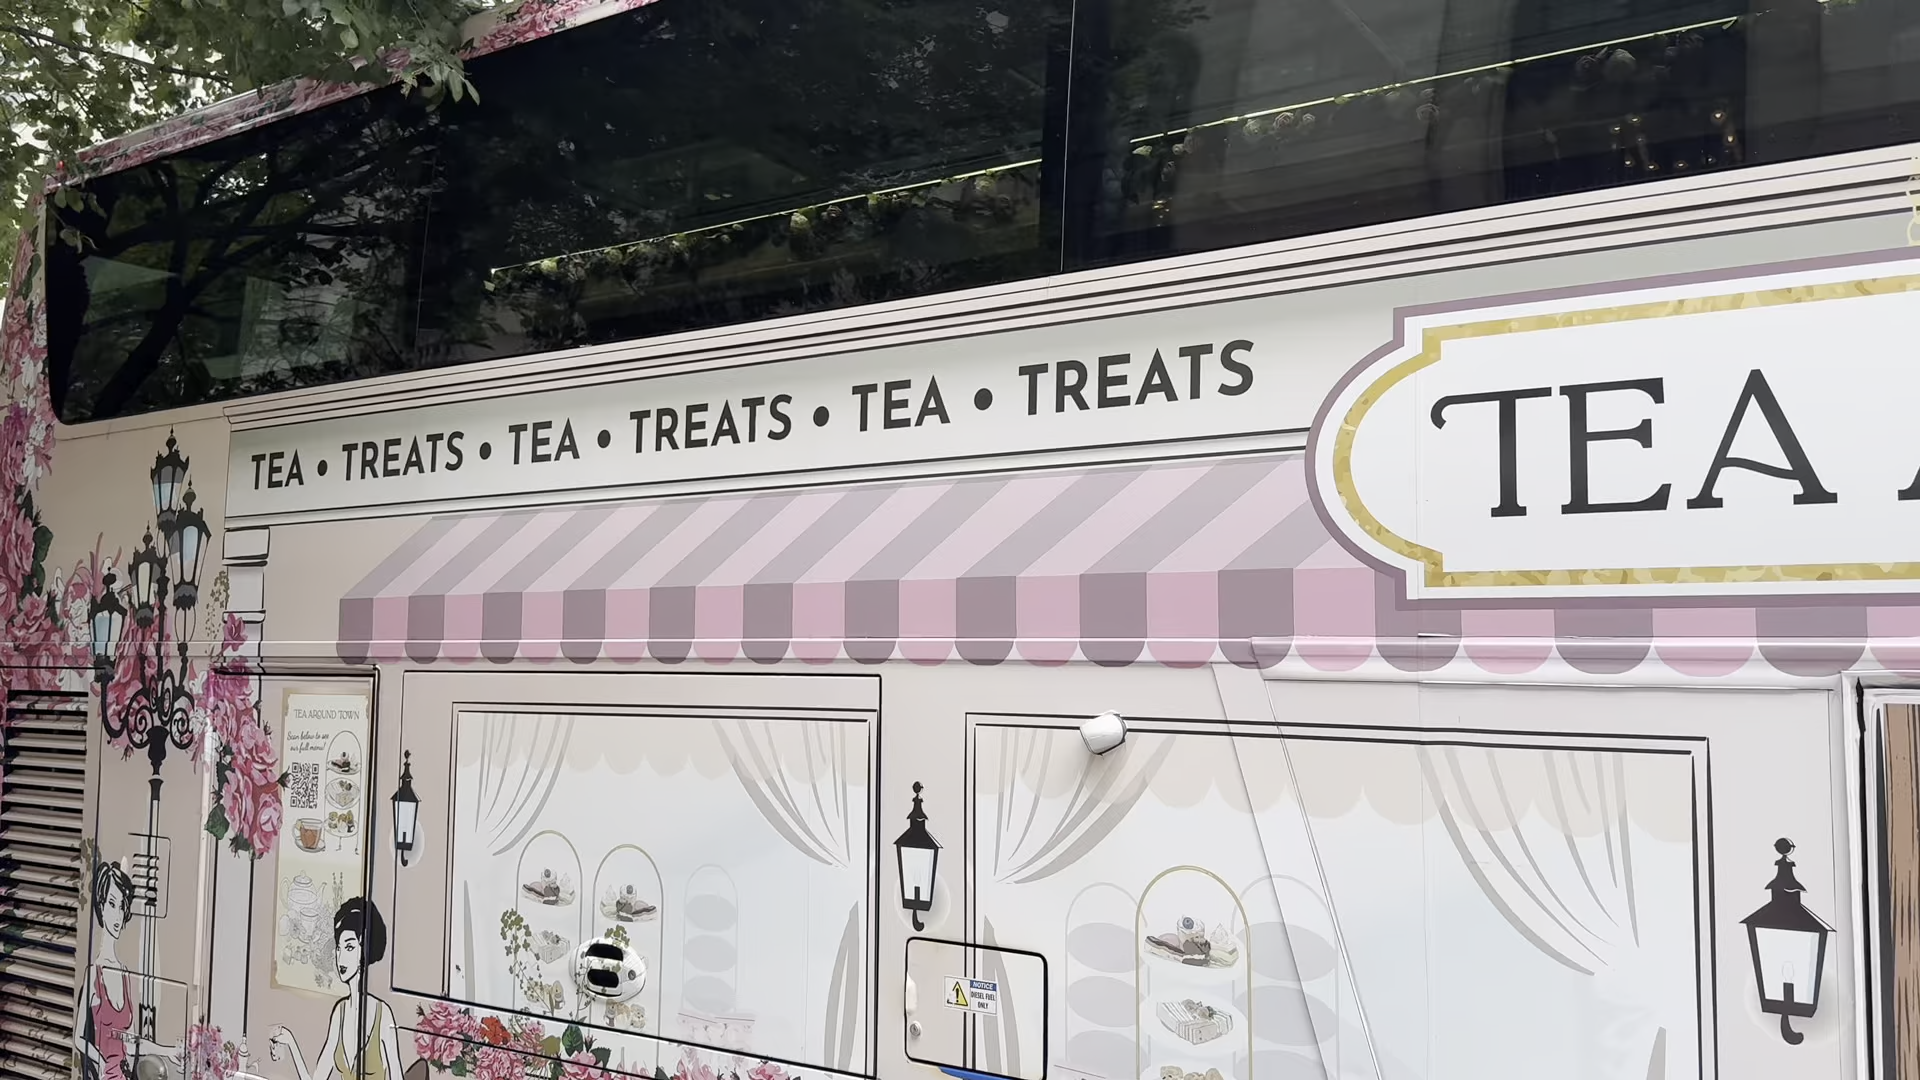 TEA • TREATS • TEA • TREATS • TEA • TREATS
TEA
TEA AROUND TOWN
Scan below to see
our full menu!
NOTICE
DIESEL FUEL
ONLY